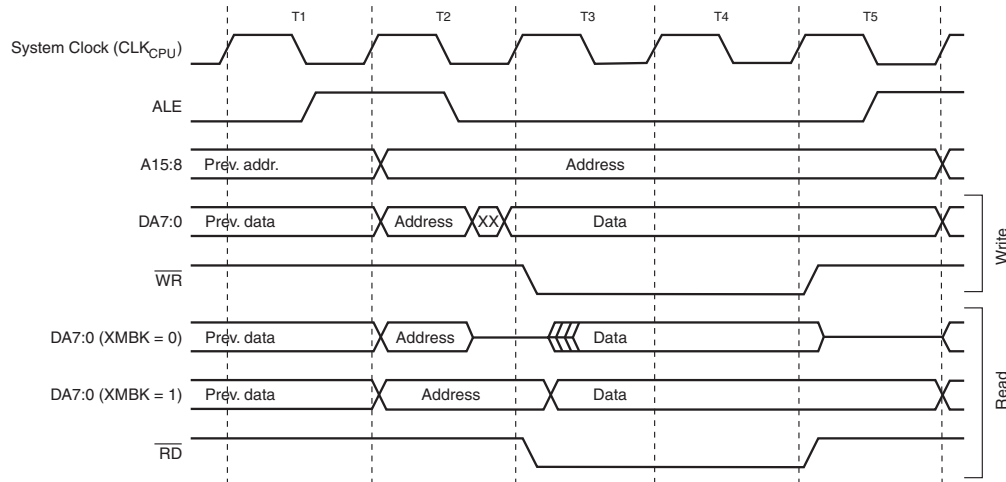 T1 T2 T3 T4 T5
System Clock (CLKCPU)
ALE
A15:8 Prev. addr. Address
DA7:0 Prev. data Address XX Data
WR
Write
DA7:0 (XMBK = 0) Prev. data Address Data
DA7:0 (XMBK = 1) Prev. data Address Data
RD
Read